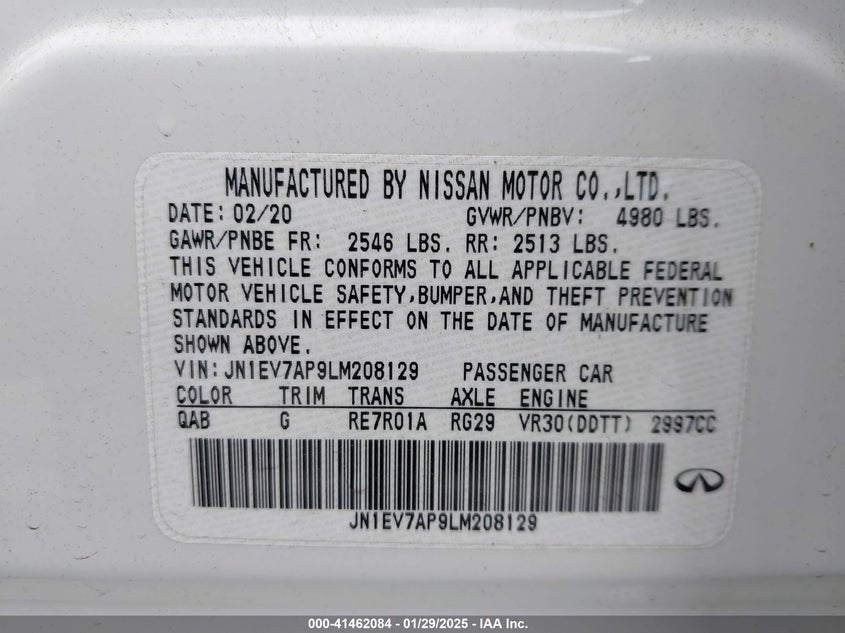 MANUFACTURED BY NISSAN MOTOR CO.,LTD.
DATE: 02/20 GVWR/PNBV: 4980 LBS.
GAWR/PNBE FR: 2546 LBS. RR: 2513 LBS.
THIS VEHICLE CONFORMS TO ALL APPLICABLE FEDERAL
MOTOR VEHICLE SAFETY,BUMPER,AND THEFT PREVENTION
STANDARDS IN EFFECT ON THE DATE OF MANUFACTURE
SHOWN ABOVE.
VIN: JN1EV7AP9LM208129 PASSENGER CAR
COLOR TRIM TRANS AXLE ENGINE
QAB G RE7R01A RG29 VR30(DDTT) 2997CC
JN1EV7AP9LM208129
000-41462084 - 01/29/2025 - IAA Inc.